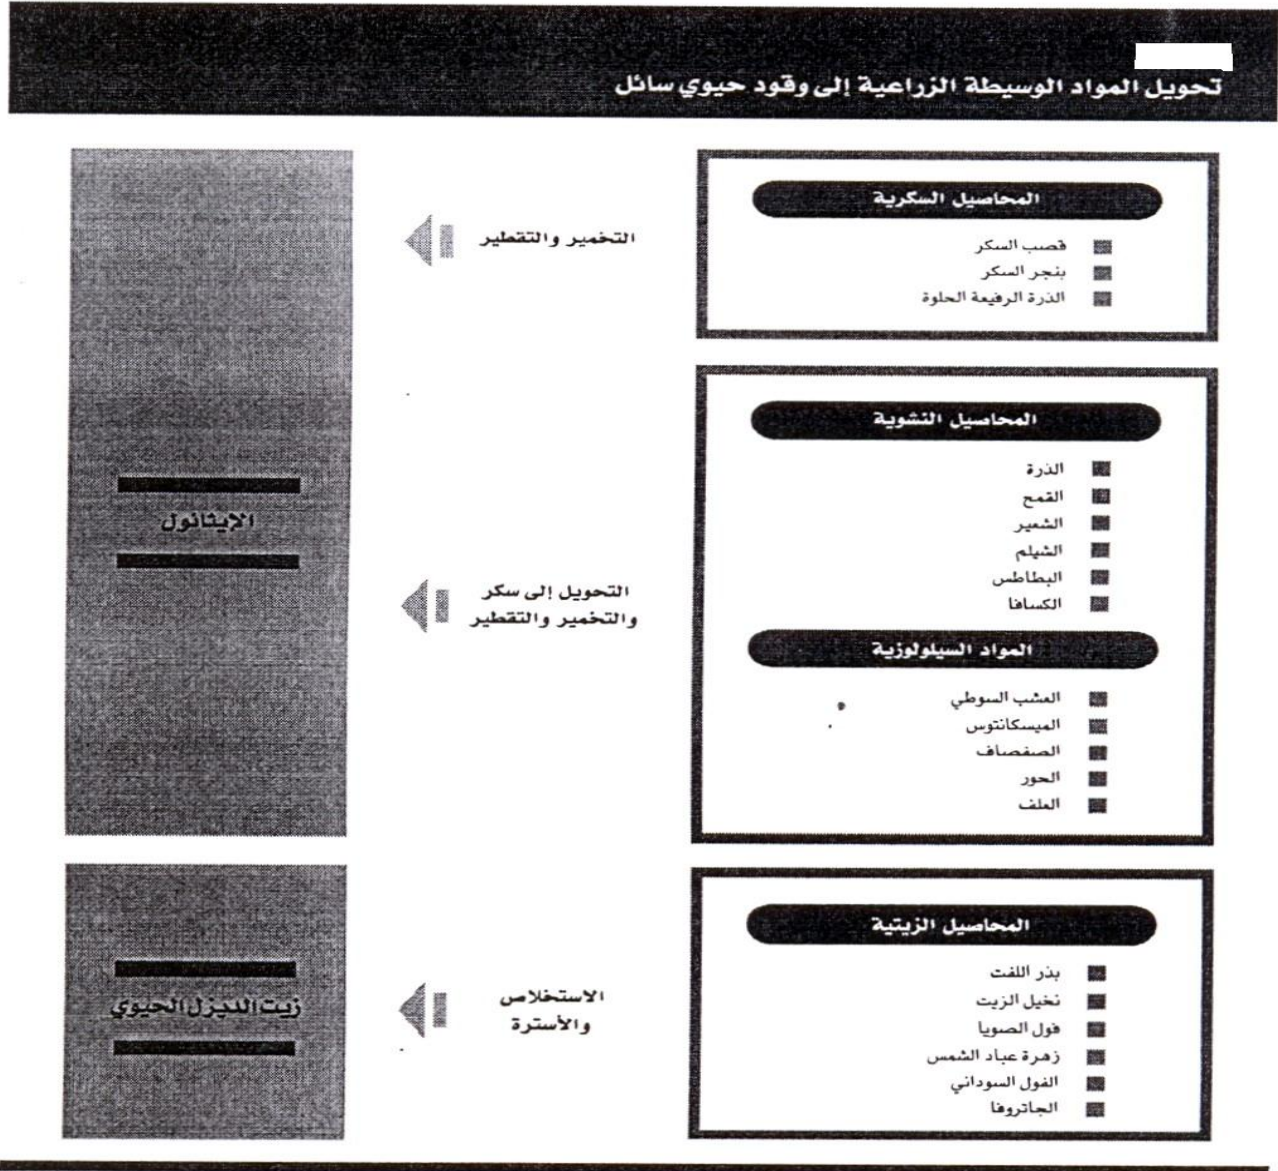 تحويل المواد الوسيطة الزراعية إلى وقود حيوي سائل
المحاصيل السكرية
قصب السكر
بنجر السكر
الذرة الرفيعة الحلوة
التخمير والتقطير
المحاصيل النشوية
الذرة
القمح
الشعير
الشيلم
البطاطس
الكسافا
المواد السيلولوزية
العشب السوطي
الميسكانتوس
الصفصاف
الحور
العلف
التحويل إلى سكر
والتخمير والتقطير
الايثانول
المحاصيل الزيتية
بذر اللفت
نخيل الزيت
فول الصويا
زهرة عباد الشمس
الفول السوداني
الجاتروفا
الاستخلاص
والأسترة
زيت الديزل الحيوي